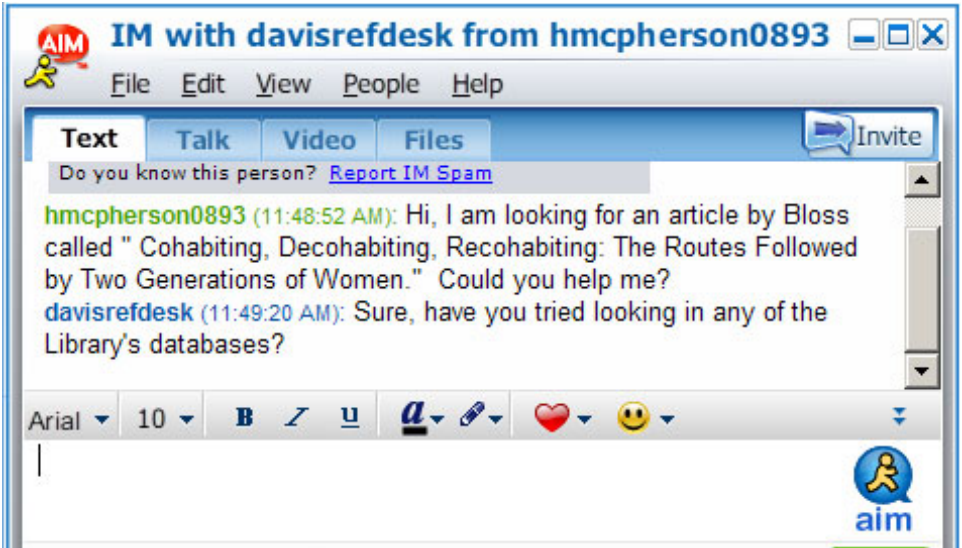 AIM IM with davisrefdesk from hmcpherson0893
File Edit View People Help
Text Talk Video Files Invite
Do you know this person? Report IM Spam
hmcpherson0893 (11:48:52 AM): Hi, I am looking for an article by Bloss
called " Cohabiting, Decohabiting, Recohabiting: The Routes Followed
by Two Generations of Women."  Could you help me?
davisrefdesk (11:49:20 AM): Sure, have you tried looking in any of the
Library's databases?
Arial 10 B I U a
aim